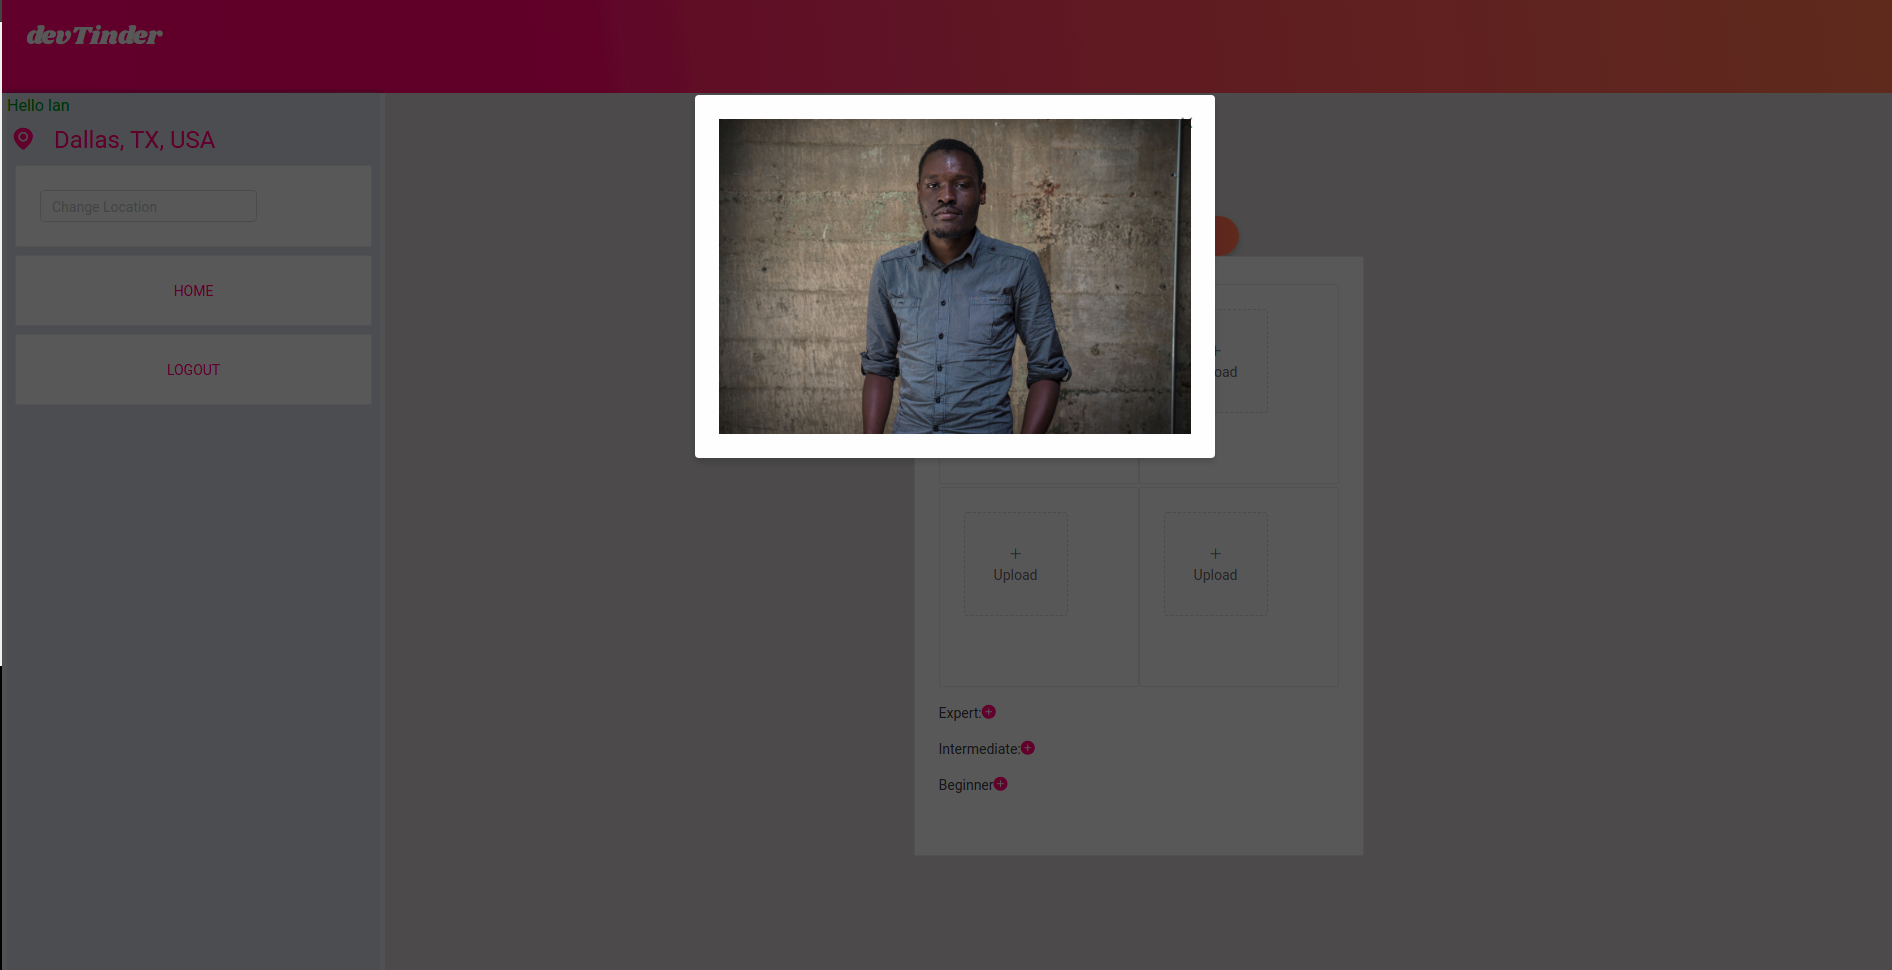 devTinder
Hello Ian
Dallas, TX, USA
Change Location
HOME
LOGOUT
oad
Upload
Upload
Expert:
Intermediate:
Beginner